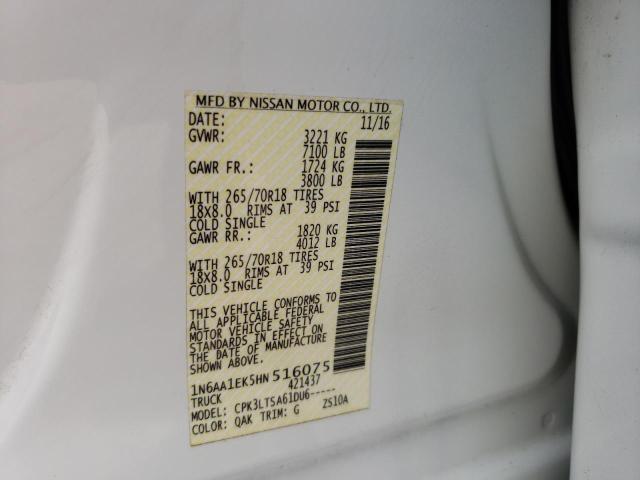 MFD BY NISSAN MOTOR CO., LTD.
DATE: 11/16
GVWR: 3221 KG
7100 LB
GAWR FR.: 1724 KG
3800 LB
WITH 265/70R18 TIRES
18X8.0 RIMS AT 39 PSI
COLD SINGLE
GAWR RR.: 1820 KG
4012 LB
WITH 265/70R18 TIRES
18X8.0 RIMS AT 39 PSI
COLD SINGLE
THIS VEHICLE CONFORMS TO
ALL APPLICABLE FEDERAL
MOTOR VEHICLE SAFETY
STANDARDS IN EFFECT ON
THE DATE OF MANUFACTURE
SHOWN ABOVE.
1N6AA1EK5HN516075
TRUCK 421437
MODEL: CPK3LTSA61DU6-----
COLOR: QAK TRIM: G ZS10A